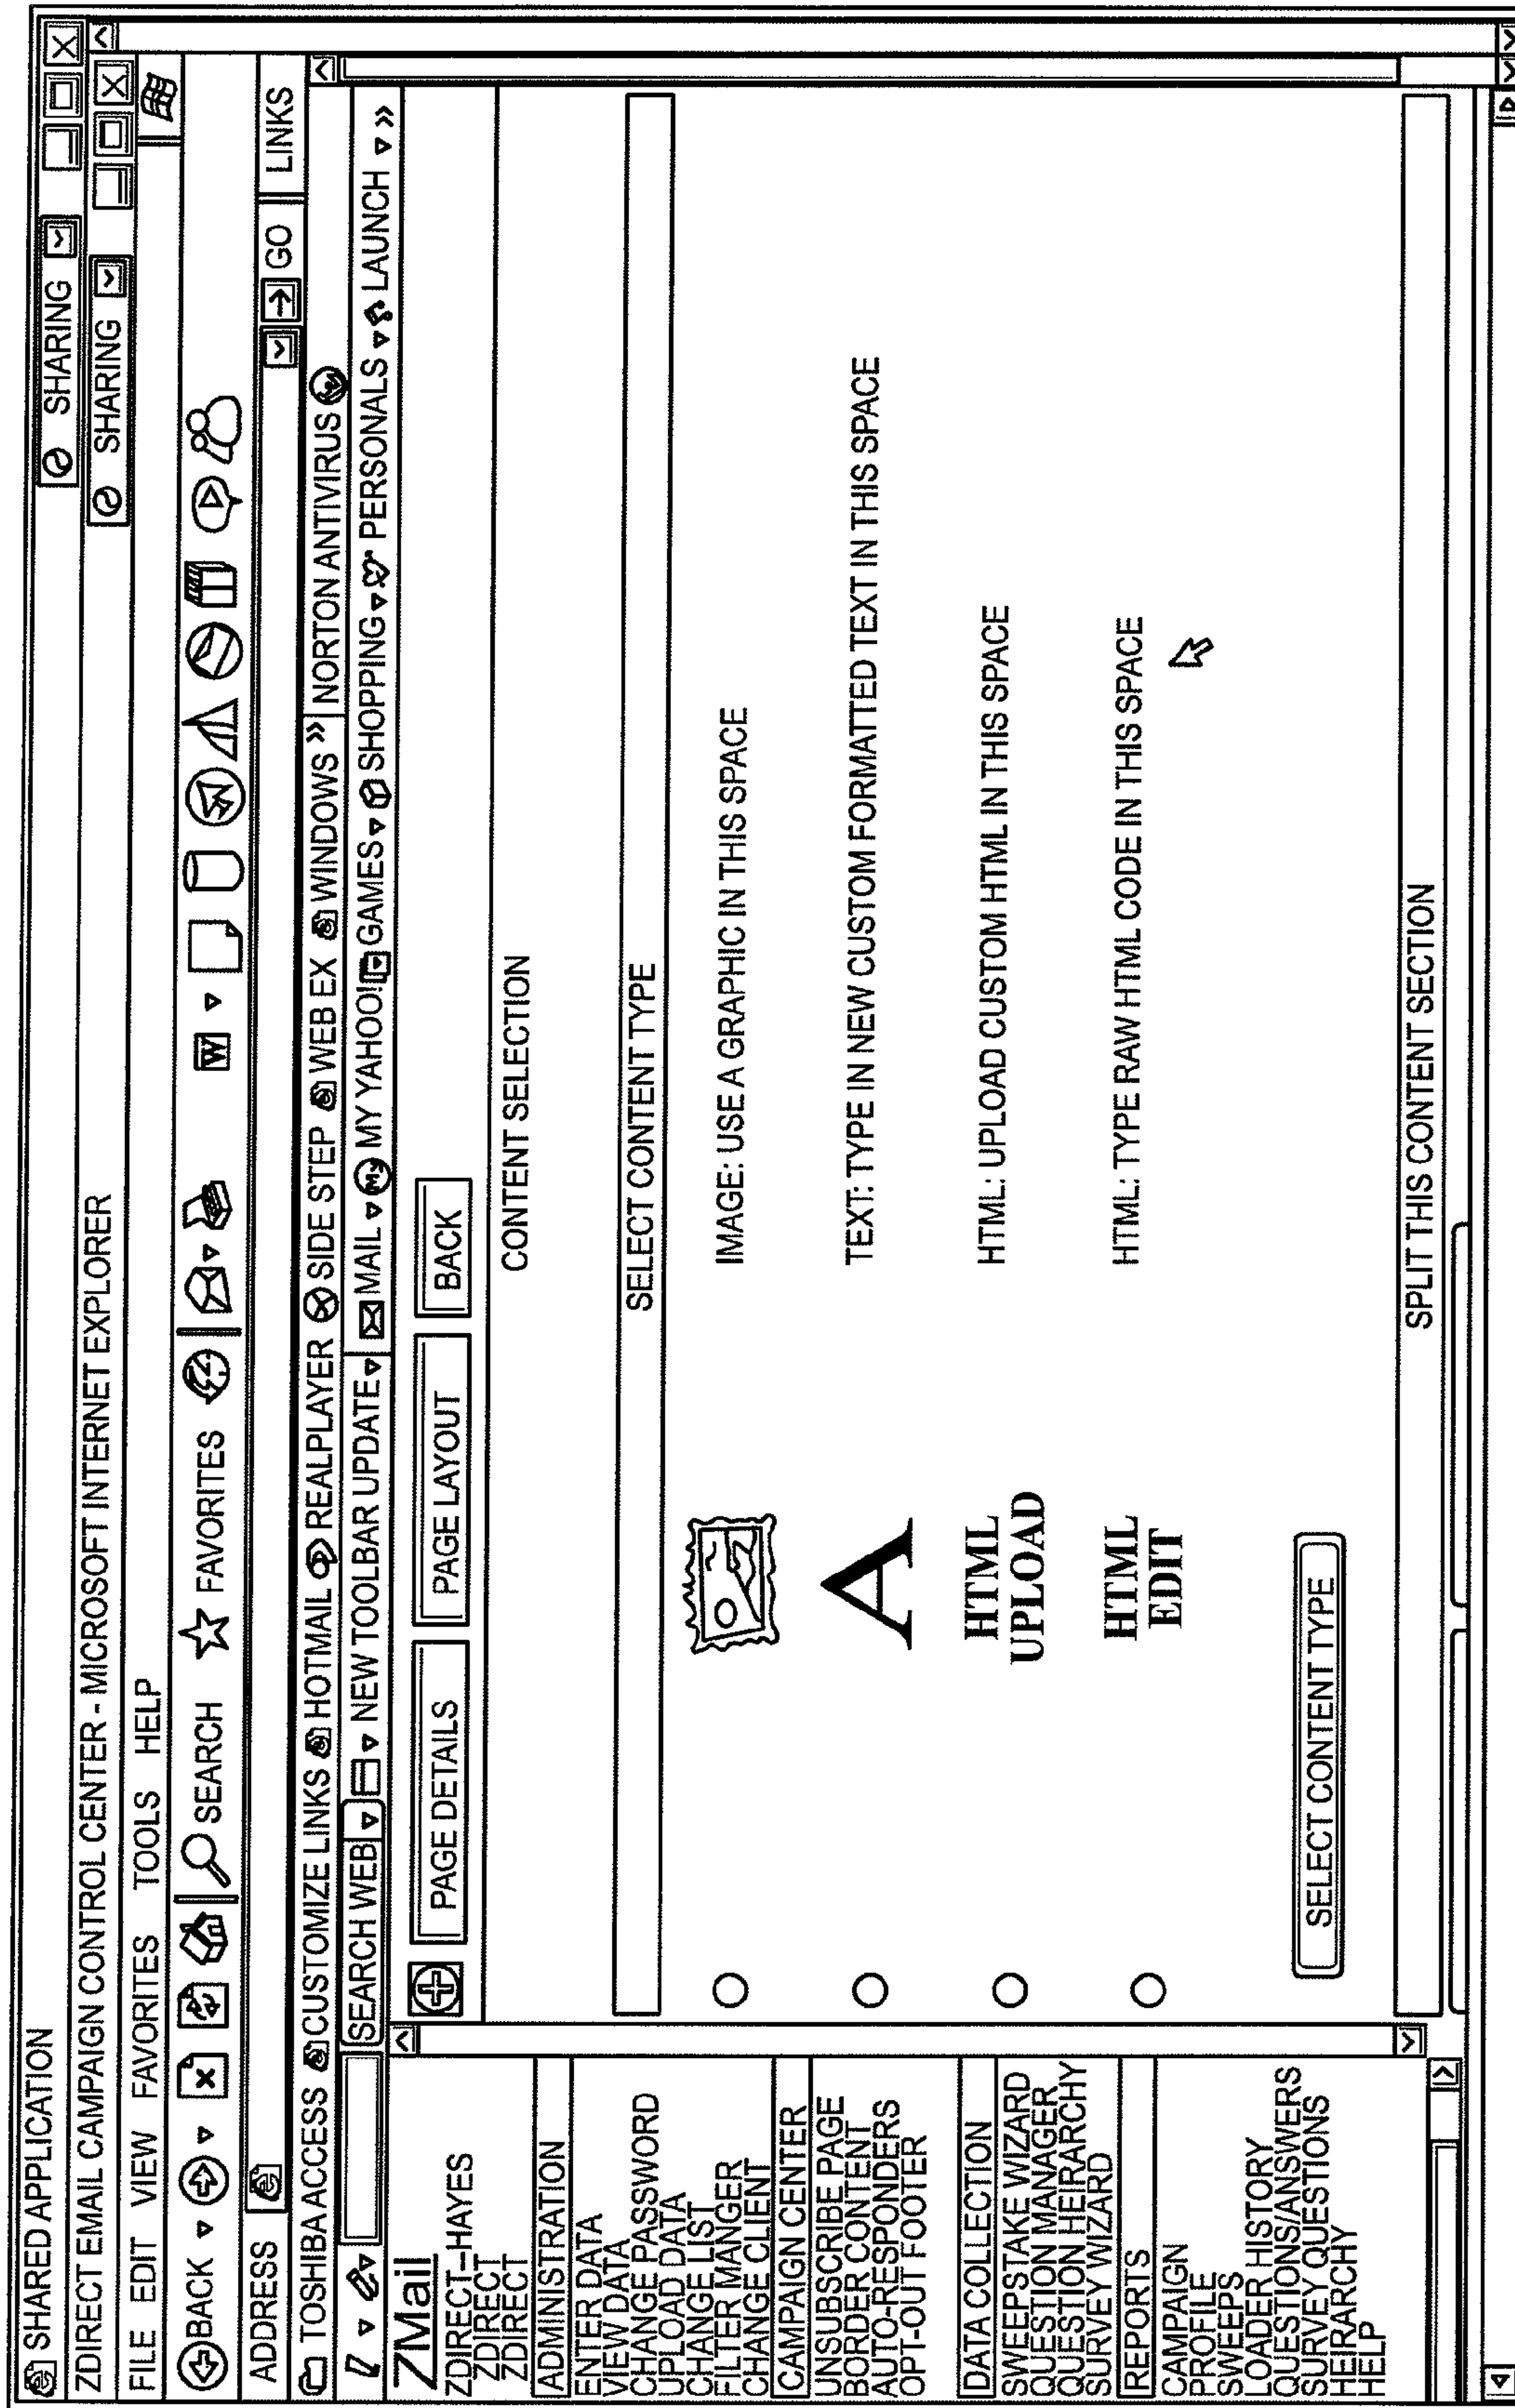 SHARED APPLICATION
SHARING
ZDIRECT EMAIL CAMPAIGN CONTROL CENTER - MICROSOFT INTERNET EXPLORER
SHARING
FILE EDIT VIEW FAVORITES TOOLS HELP
BACK SEARCH FAVORITES W
ADDRESS GO LINKS
TOSHIBA ACCESS CUSTOMIZE LINKS HOTMAIL REALPLAYER SIDE STEP WEB EX WINDOWS » NORTON ANTIVIRUS
SEARCH WEB NEW TOOLBAR UPDATE MAIL MY YAHOO! GAMES SHOPPING PERSONALS LAUNCH »
ZMail
ZDIRECT-HAYES
ZDIRECT
ZDIRECT
ADMINISTRATION
ENTER DATA
VIEW DATA
CHANGE PASSWORD
UPLOAD DATA
CHANGE LIST
FILTER MANGER
CHANGE CLIENT
CAMPAIGN CENTER
UNSUBSCRIBE PAGE
BORDER CONTENT
AUTO-RESPONDERS
OPT-OUT FOOTER
DATA COLLECTION
SWEEPSTAKE WIZARD
QUESTION MANAGER
QUESTION HEIRARCHY
SURVEY WIZARD
REPORTS
CAMPAIGN
PROFILE
SWEEPS
LOADER HISTORY
QUESTIONS/ANSWERS
SURVEY QUESTIONS
HEIRARCHY
HELP
PAGE DETAILS PAGE LAYOUT BACK
CONTENT SELECTION
SELECT CONTENT TYPE
IMAGE: USE A GRAPHIC IN THIS SPACE
A TEXT: TYPE IN NEW CUSTOM FORMATTED TEXT IN THIS SPACE
HTML UPLOAD HTML: UPLOAD CUSTOM HTML IN THIS SPACE
HTML EDIT HTML: TYPE RAW HTML CODE IN THIS SPACE
SELECT CONTENT TYPE
SPLIT THIS CONTENT SECTION